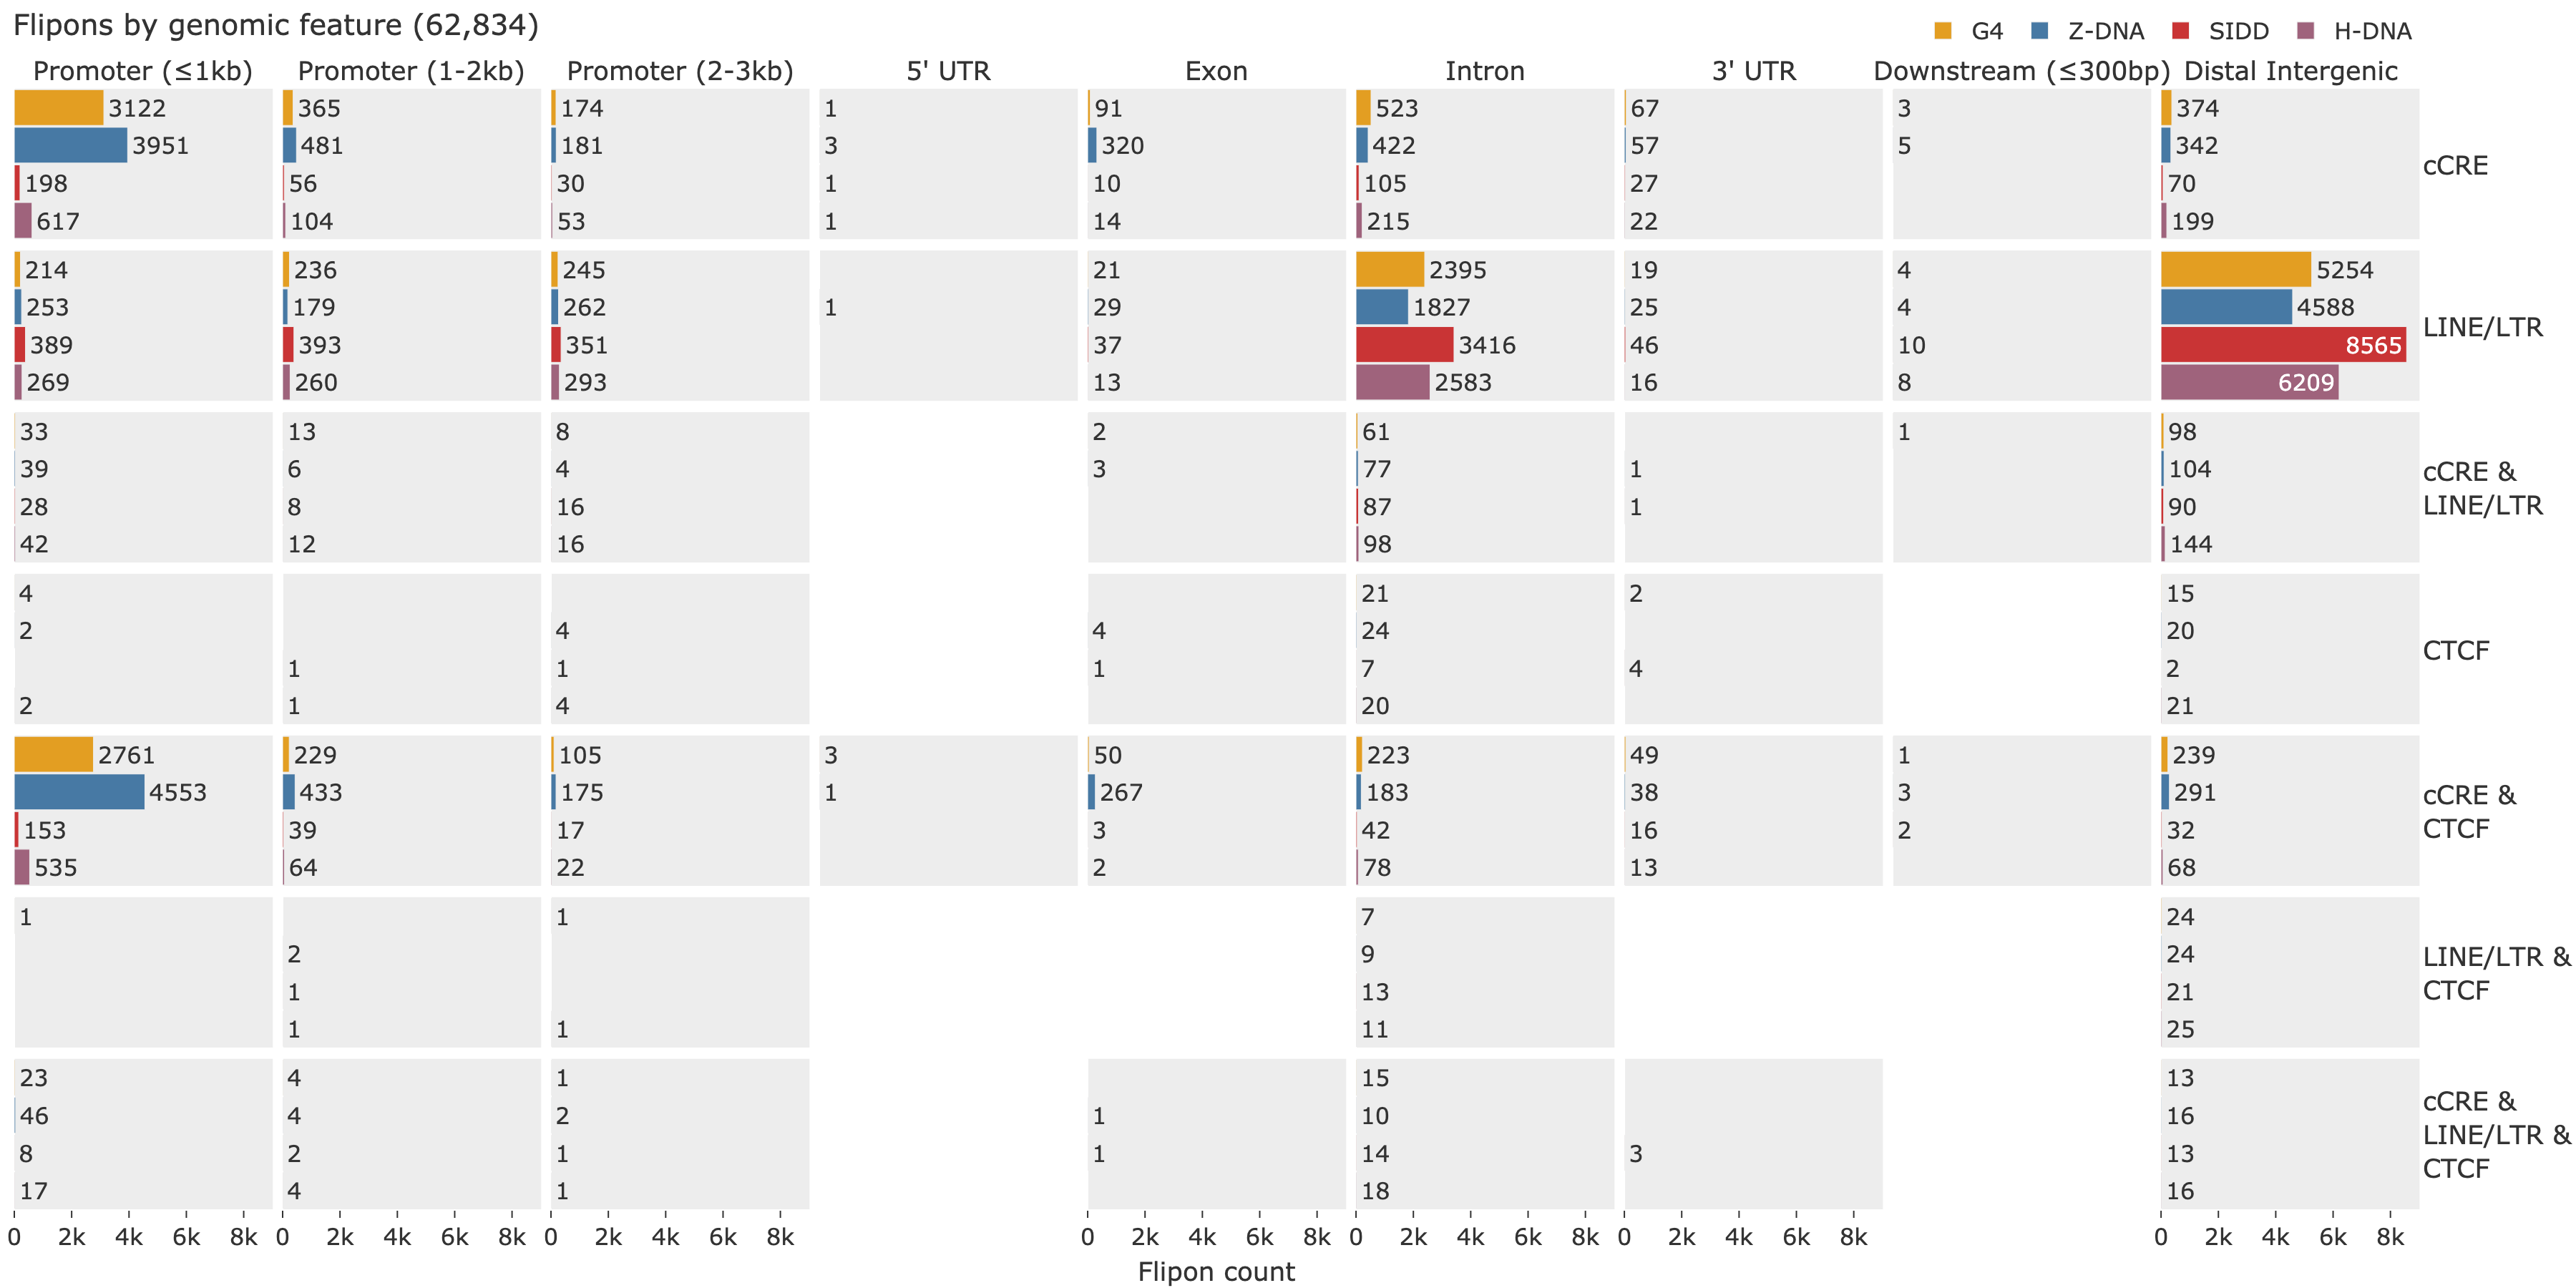 Flipons by genomic feature (62,834)
G4 Z-DNA SIDD H-DNA
Promoter (≤1kb) Promoter (1-2kb) Promoter (2-3kb) 5' UTR Exon Intron 3' UTR Downstream (≤300bp) Distal Intergenic
3122 365 174 1 91 523 67 3 374
3951 481 181 3 320 422 57 5 342
cCRE
198 56 30 1 10 105 27 70
617 104 53 1 14 215 22 199
214 236 245 21 2395 19 4 5254
253 179 262 1 29 1827 25 4 4588
LINE/LTR
389 393 351 37 3416 46 10 8565
269 260 293 13 2583 16 8 6209
33 13 8 2 61 1 98
39 6 4 3 77 1 104
cCRE &
LINE/LTR
28 8 16 87 1 90
42 12 16 98 144
4 21 2 15
2 4 4 24 20
CTCF
1 1 1 7 4 2
2 1 4 20 21
2761 229 105 3 50 223 49 1 239
4553 433 175 1 267 183 38 3 291
cCRE &
CTCF
153 39 17 3 42 16 2 32
535 64 22 2 78 13 68
1 1 7 24
2 9 24
LINE/LTR &
CTCF
1 13 21
1 1 11 25
23 4 1 15 13
46 4 2 1 10 16
cCRE &
LINE/LTR &
CTCF
8 2 1 1 14 3 13
17 4 1 18 16
0 2k 4k 6k 8k 0 2k 4k 6k 8k 0 2k 4k 6k 8k 0 2k 4k 6k 8k 0 2k 4k 6k 8k 0 2k 4k 6k 8k 0 2k 4k 6k 8k
Flipon count